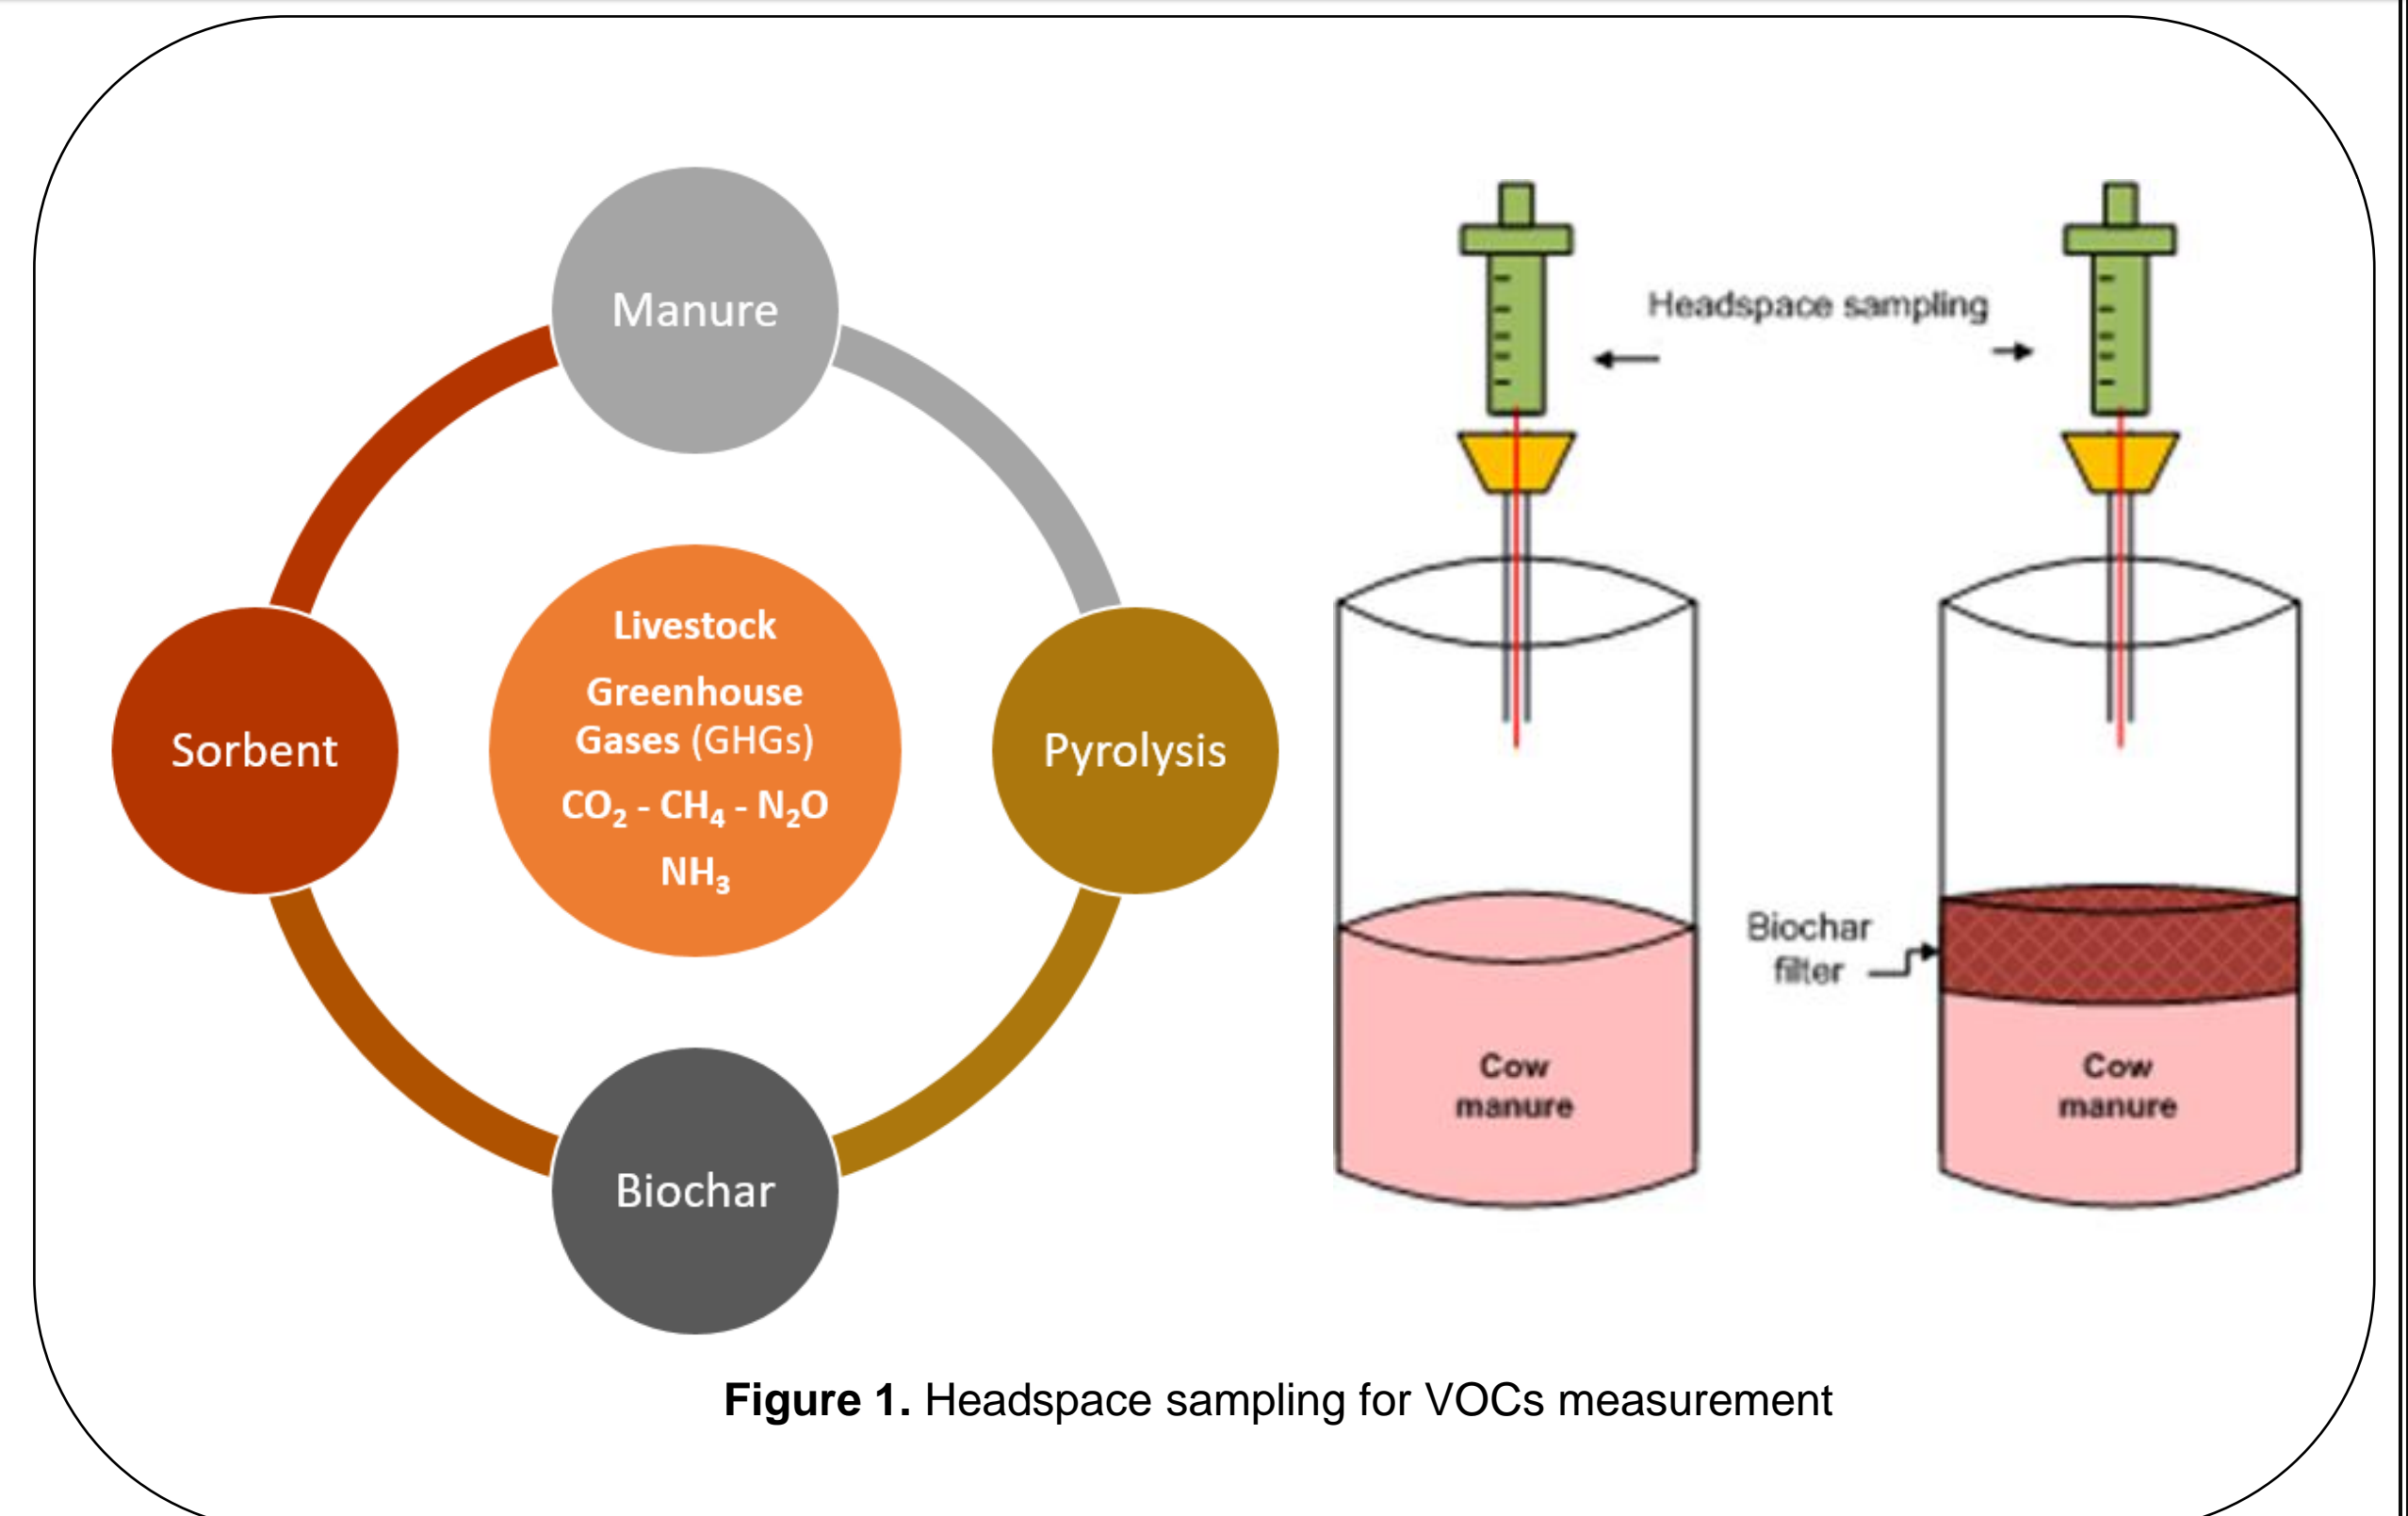 Manure
Sorbent
Livestock
Greenhouse
Gases (GHGs)
CO₂ - CH₄ - N₂O
NH₃
Pyrolysis
Biochar
Headspace sampling
Biochar
filter
Cow
manure
Cow
manure
Figure 1. Headspace sampling for VOCs measurement